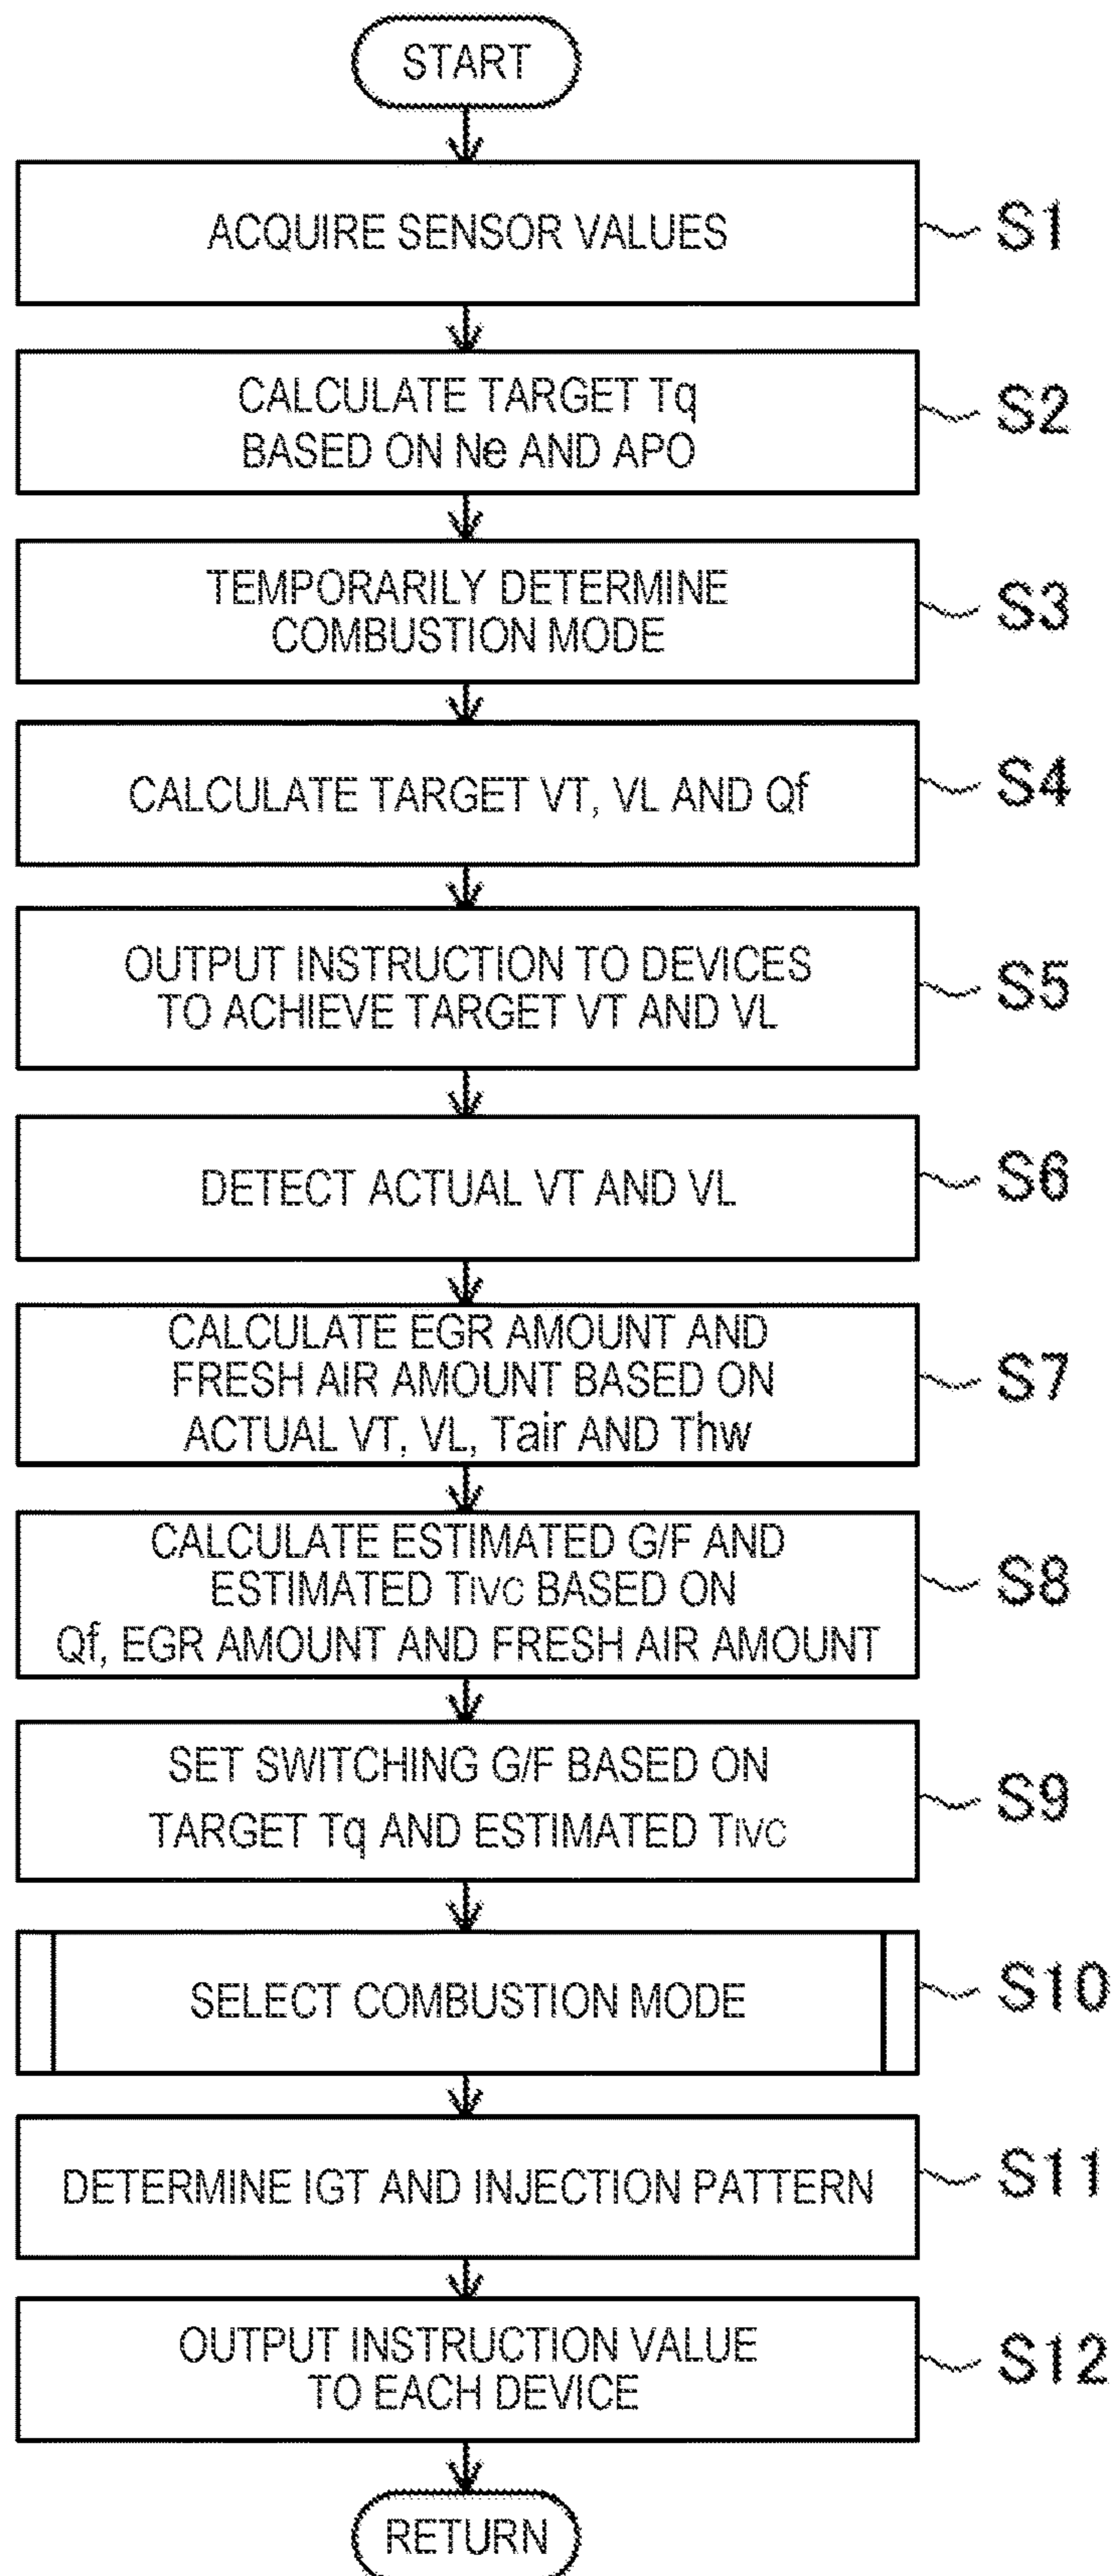 START
ACQUIRE SENSOR VALUES
S1
CALCULATE TARGET Tq
BASED ON Ne AND APO
S2
TEMPORARILY DETERMINE
COMBUSTION MODE
S3
CALCULATE TARGET VT, VL AND Qf
S4
OUTPUT INSTRUCTION TO DEVICES
TO ACHIEVE TARGET VT AND VL
S5
DETECT ACTUAL VT AND VL
S6
CALCULATE EGR AMOUNT AND
FRESH AIR AMOUNT BASED ON
ACTUAL VT, VL, Tair AND Thw
S7
CALCULATE ESTIMATED G/F AND
ESTIMATED TIVC BASED ON
Qf, EGR AMOUNT AND FRESH AIR AMOUNT
S8
SET SWITCHING G/F BASED ON
TARGET Tq AND ESTIMATED TIVC
S9
SELECT COMBUSTION MODE
S10
DETERMINE IGT AND INJECTION PATTERN
S11
OUTPUT INSTRUCTION VALUE
TO EACH DEVICE
S12
RETURN